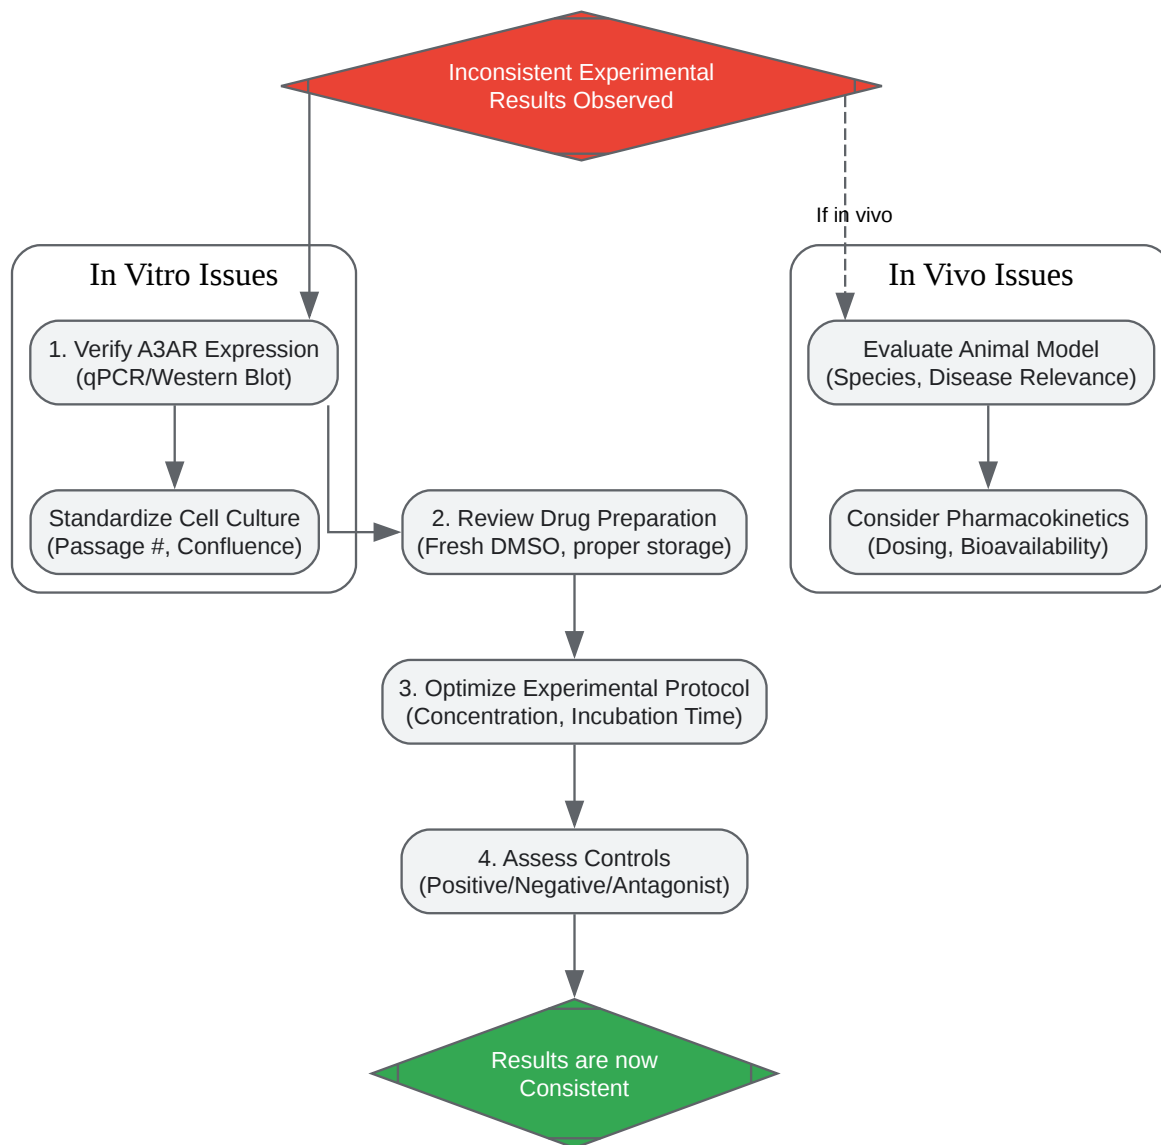 Inconsistent Experimental
Results Observed
If in vivo
In Vitro Issues
In Vivo Issues
1. Verify A3AR Expression
(qPCR/Western Blot)
Evaluate Animal Model
(Species, Disease Relevance)
Standardize Cell Culture
(Passage #, Confluence)
2. Review Drug Preparation
(Fresh DMSO, proper storage)
Consider Pharmacokinetics
(Dosing, Bioavailability)
3. Optimize Experimental Protocol
(Concentration, Incubation Time)
4. Assess Controls
(Positive/Negative/Antagonist)
Results are now
Consistent